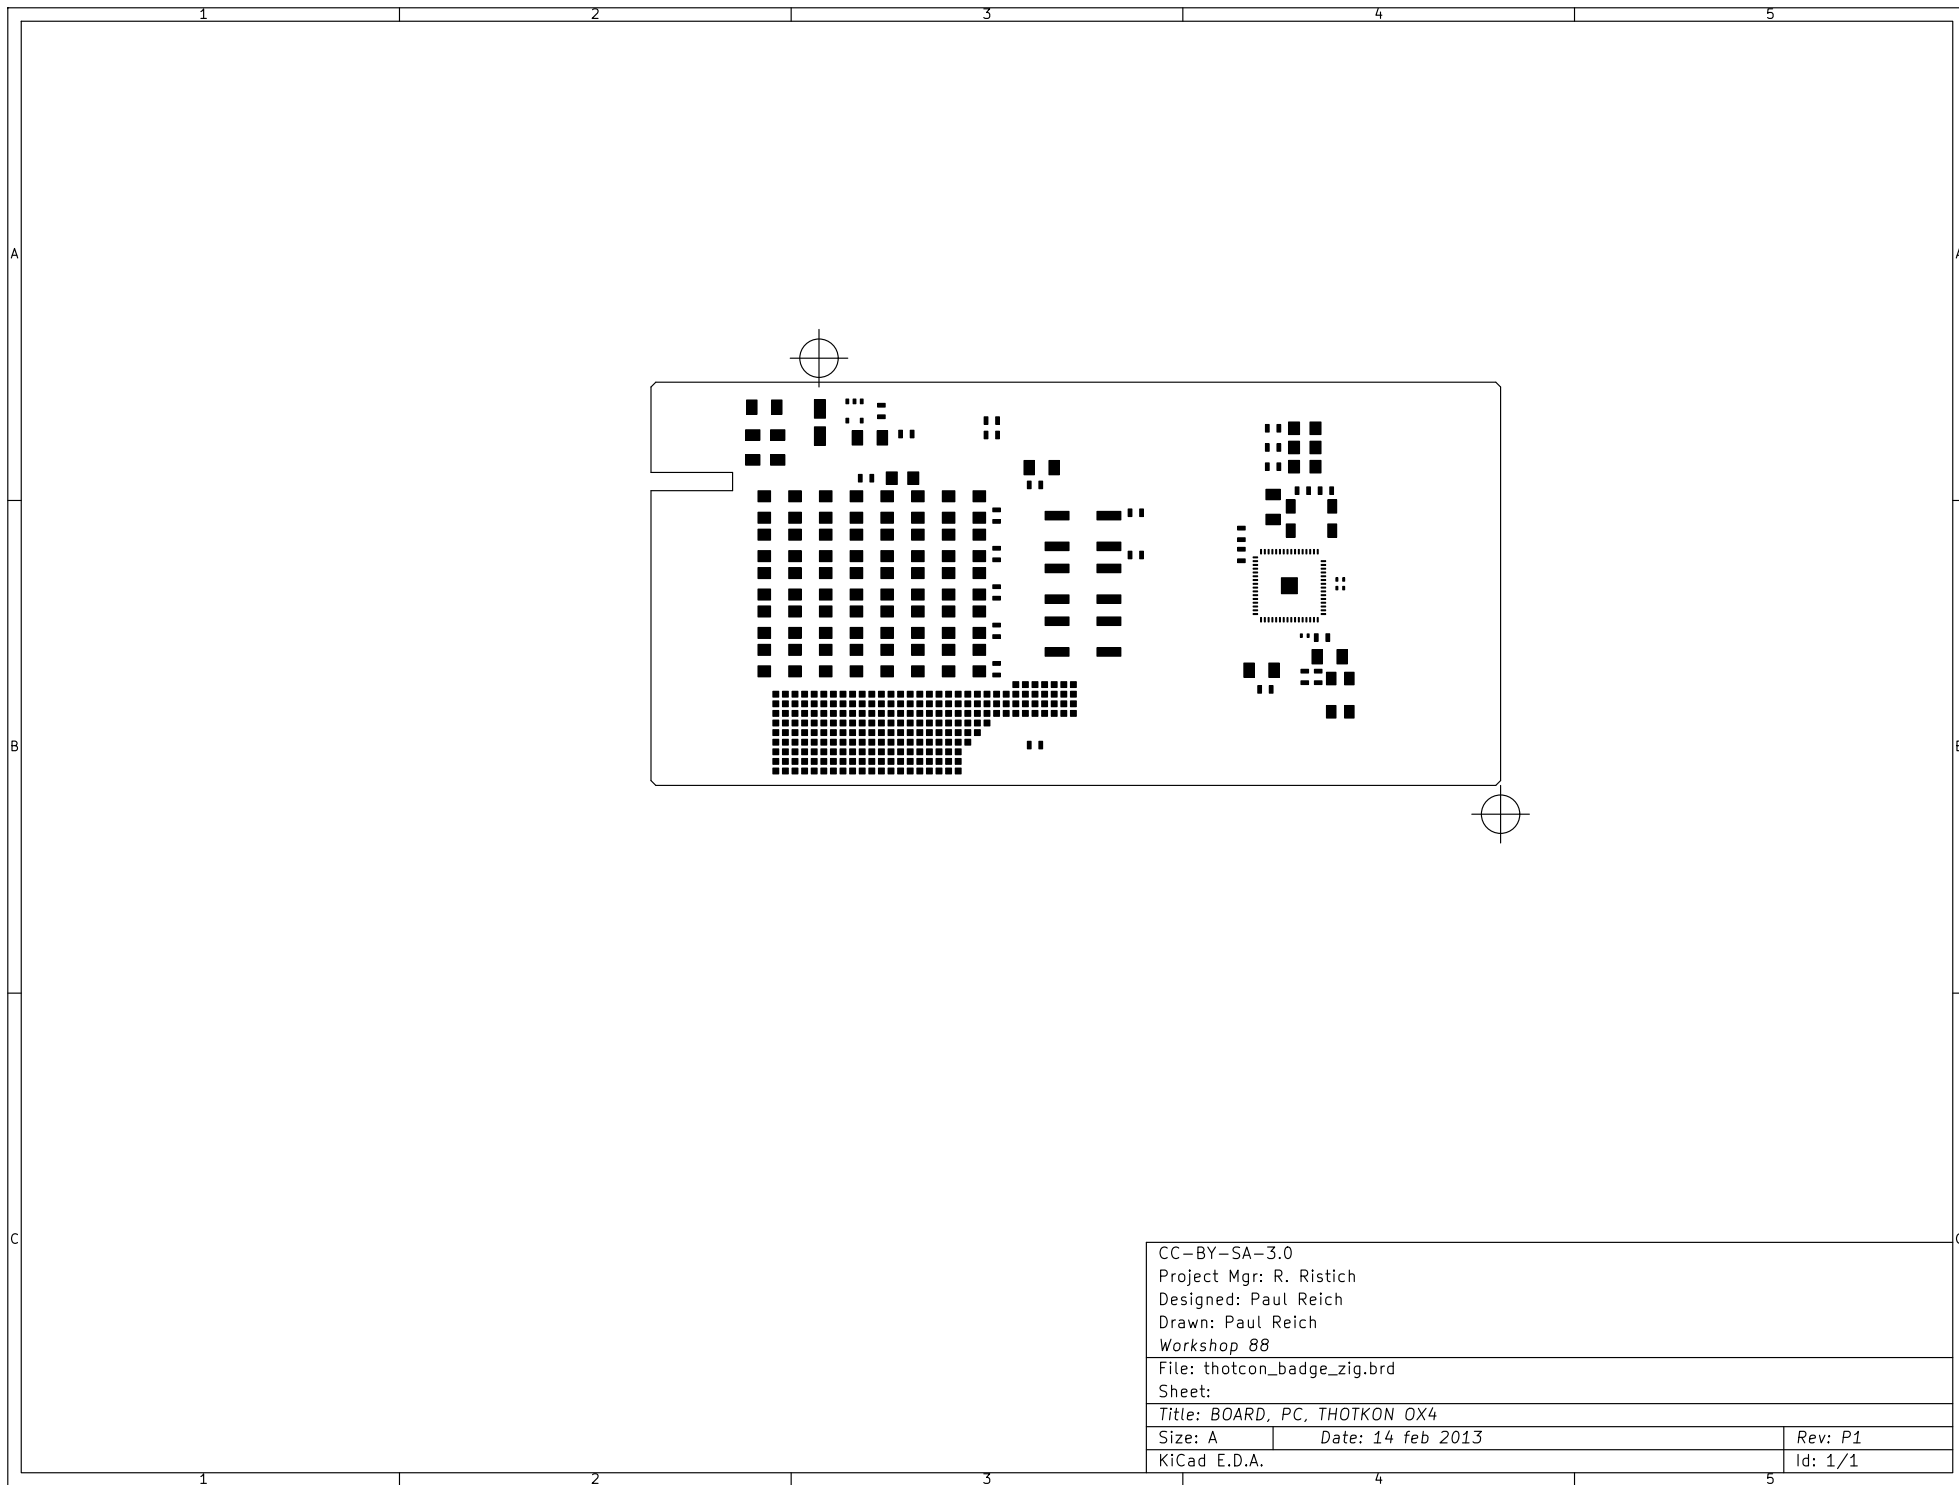 1 2 3 4 5
A A
B B
C C
CC-BY-SA-3.0
Project Mgr: R. Ristich
Designed: Paul Reich
Drawn: Paul Reich
Workshop 88
File: thotcon_badge_zig.brd
Sheet:
Title: BOARD, PC, THOTKON OX4
Size: A Date: 14 feb 2013 Rev: P1
KiCad E.D.A. Id: 1/1
1 2 3 4 5